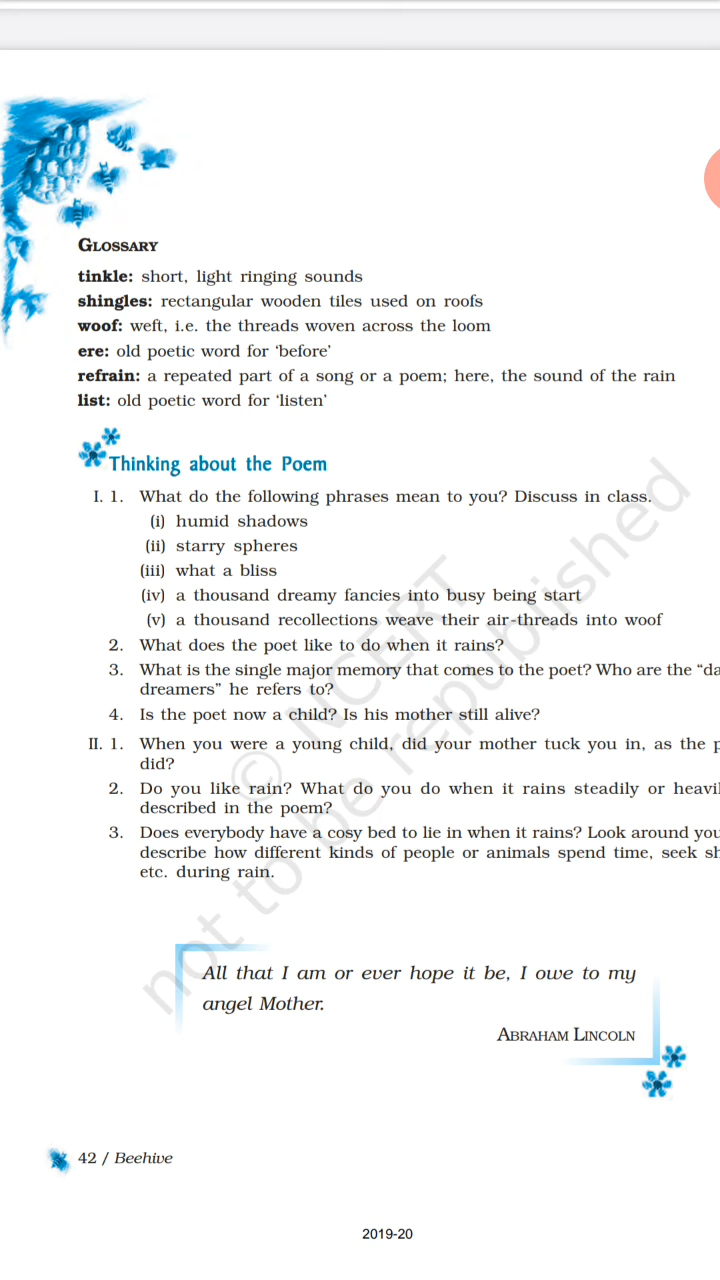 GLOSSARY
tinkle: short, light ringing sounds
shingles: rectangular wooden tiles used on roofs
woof: weft, i.e. the threads woven across the loom
ere: old poetic word for ‘before’
refrain: a repeated part of a song or a poem; here, the sound of the rain
list: old poetic word for ‘listen’
Thinking about the Poem
I. 1. What do the following phrases mean to you? Discuss in class.
(i) humid shadows
(ii) starry spheres
(iii) what a bliss
(iv) a thousand dreamy fancies into busy being start
(v) a thousand recollections weave their air-threads into woof
2. What does the poet like to do when it rains?
3. What is the single major memory that comes to the poet? Who are the “da
dreamers” he refers to?
4. Is the poet now a child? Is his mother still alive?
II. 1. When you were a young child, did your mother tuck you in, as the p
did?
2. Do you like rain? What do you do when it rains steadily or heavil
described in the poem?
3. Does everybody have a cosy bed to lie in when it rains? Look around you
describe how different kinds of people or animals spend time, seek sh
etc. during rain.
© NCERT
not to be republished
All that I am or ever hope it be, I owe to my
angel Mother.
ABRAHAM LINCOLN
42 / Beehive
2019-20